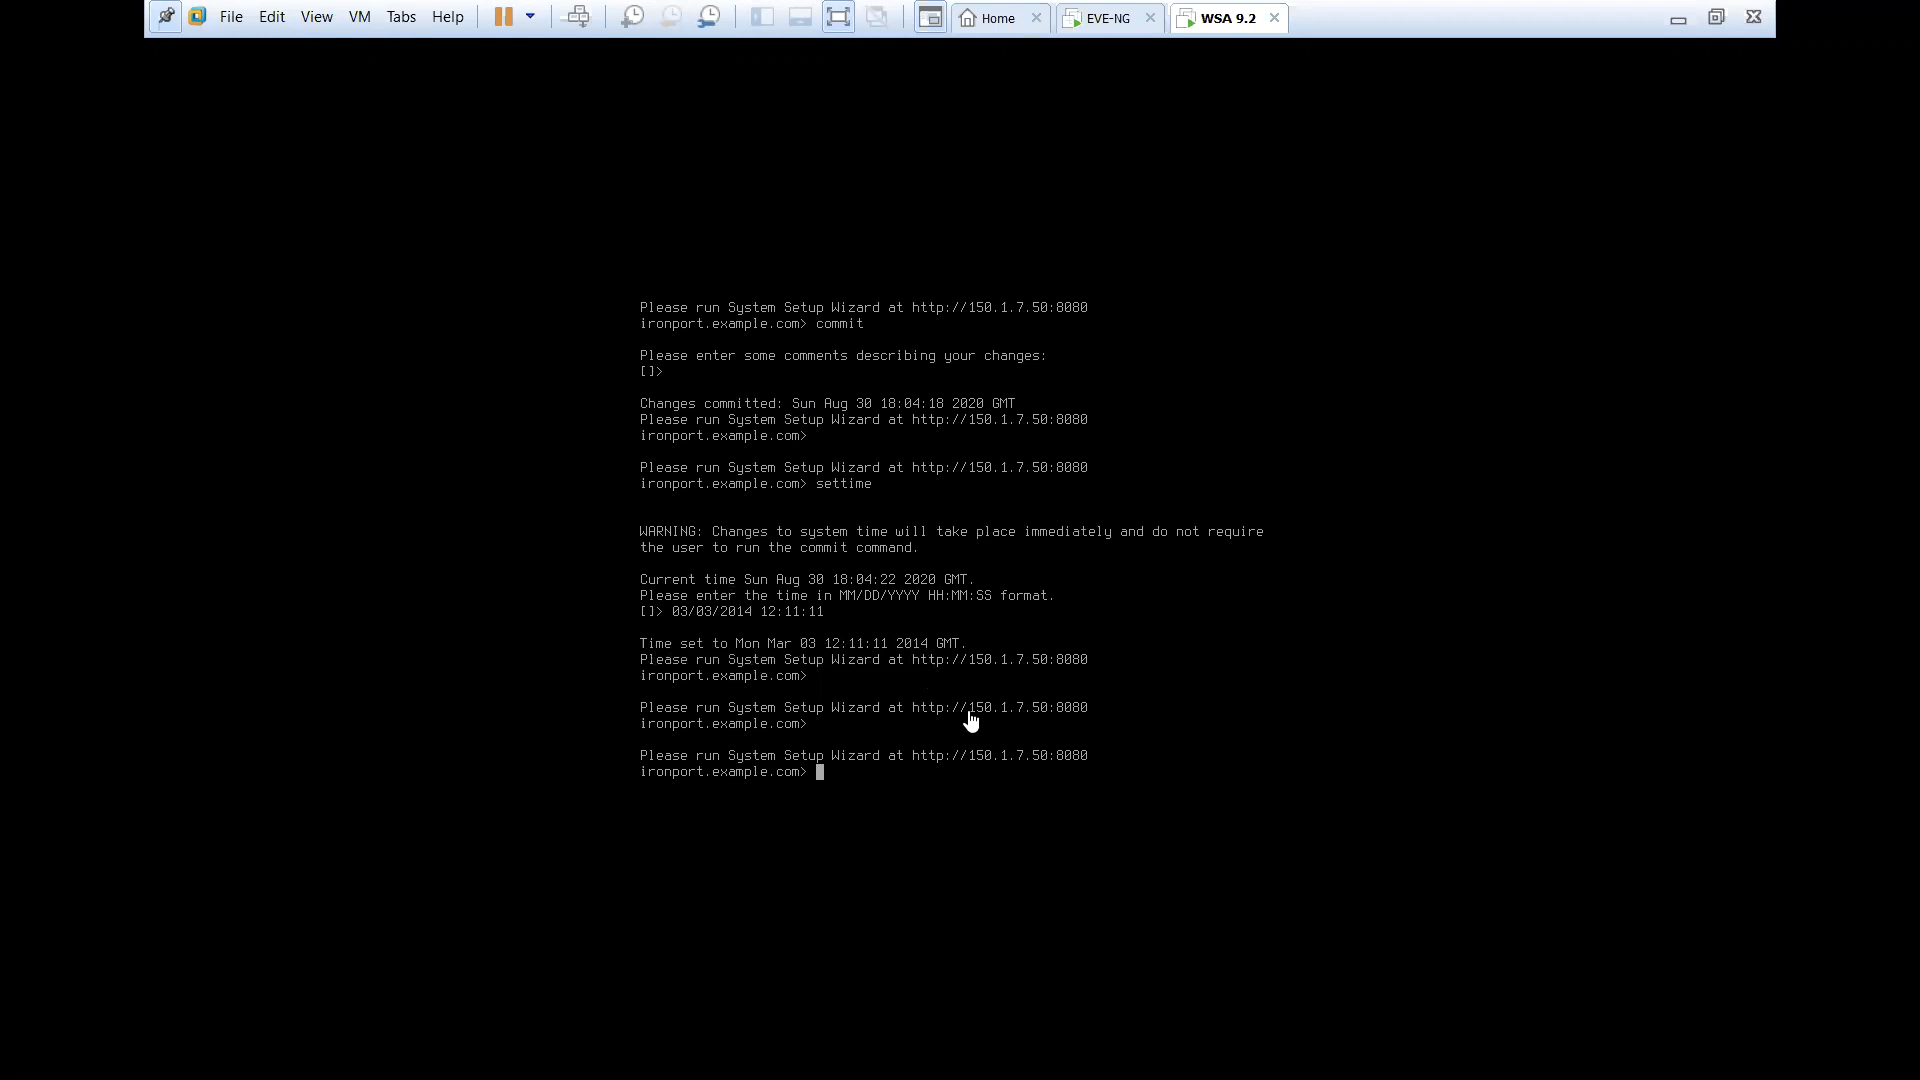 File Edit View VM Tabs Help Home EVE-NG WSA 9.2
Please run System Setup Wizard at http://150.1.7.50:8080
ironport.example.com> commit
Please enter some comments describing your changes:
[]>
Changes committed: Sun Aug 30 18:04:18 2020 GMT
Please run System Setup Wizard at http://150.1.7.50:8080
ironport.example.com>
Please run System Setup Wizard at http://150.1.7.50:8080
ironport.example.com> settime
WARNING: Changes to system time will take place immediately and do not require
the user to run the commit command.
Current time Sun Aug 30 18:04:22 2020 GMT.
Please enter the time in MM/DD/YYYY HH:MM:SS format.
[]> 03/03/2014 12:11:11
Time set to Mon Mar 03 12:11:11 2014 GMT.
Please run System Setup Wizard at http://150.1.7.50:8080
ironport.example.com>
Please run System Setup Wizard at http://150.1.7.50:8080
ironport.example.com>
Please run System Setup Wizard at http://150.1.7.50:8080
ironport.example.com>